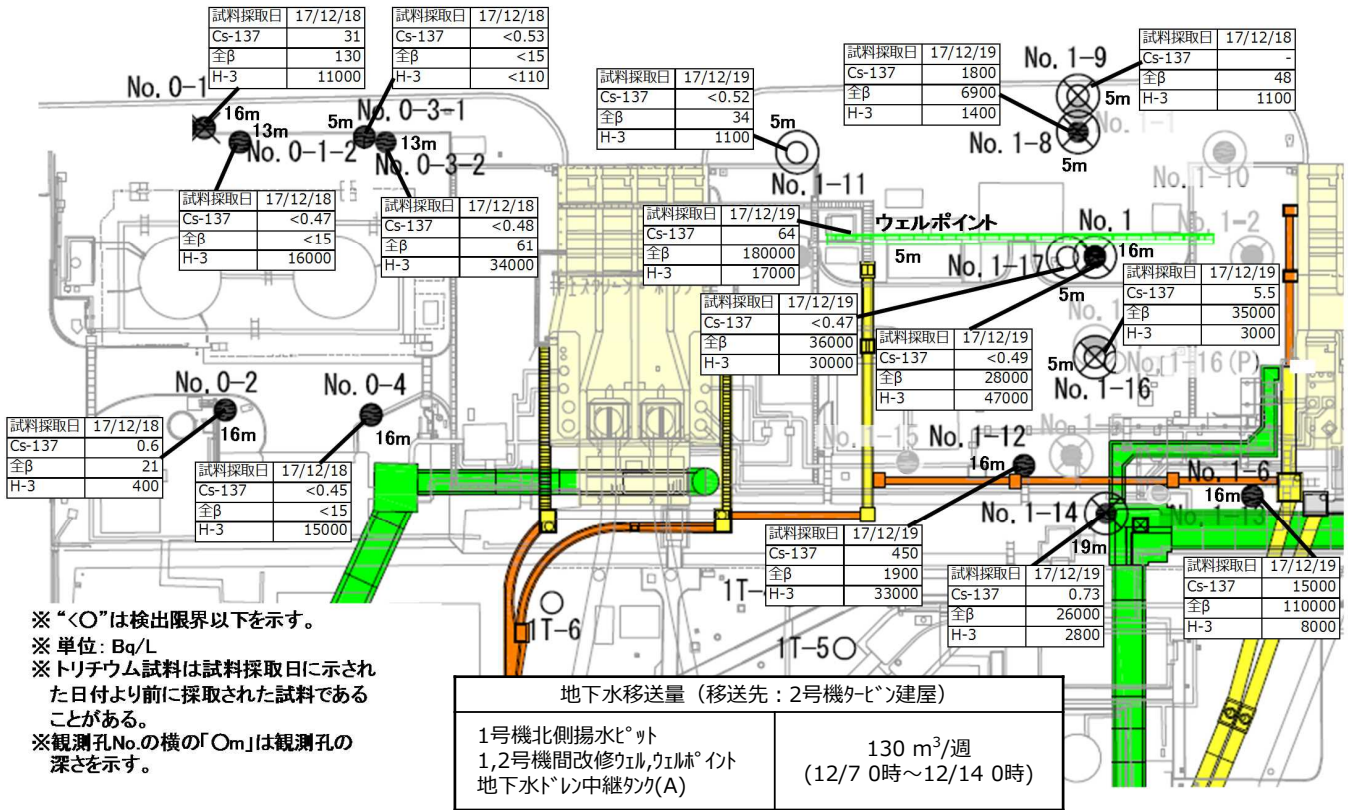 試料採取日 17/12/18
Cs-137 31
全β 130
H-3 11000
試料採取日 17/12/18
Cs-137 <0.53
全β <15
H-3 <110
試料採取日 17/12/19
Cs-137 <0.52
全β 34
H-3 1100
試料採取日 17/12/19
Cs-137 1800
全β 6900
H-3 1400
試料採取日 17/12/18
Cs-137 -
全β 48
H-3 1100
No. 0-1
16m
13m
No. 0-1-2
5m
No. 0-3-1
13m
No. 0-3-2
5m
No. 1-11
No. 1-9
5m
No. 1-8
5m
No. 1-10
No. 1-2
試料採取日 17/12/18
Cs-137 <0.47
全β <15
H-3 16000
試料採取日 17/12/18
Cs-137 <0.48
全β 61
H-3 34000
試料採取日 17/12/19
Cs-137 64
全β 180000
H-3 17000
ウェルポイント
5m
No. 1
16m
No. 1-17
5m
試料採取日 17/12/19
Cs-137 <0.47
全β 36000
H-3 30000
試料採取日 17/12/19
Cs-137 <0.49
全β 28000
H-3 47000
試料採取日 17/12/19
Cs-137 5.5
全β 35000
H-3 3000
5m
No. 1-16
No. 1-16(P)
No. 0-2
16m
No. 0-4
16m
No. 1-15
No. 1-12
16m
No. 1-5
No. 1-6
16m
No. 1-14
19m
No. 1-13
試料採取日 17/12/18
Cs-137 0.6
全β 21
H-3 400
試料採取日 17/12/18
Cs-137 <0.45
全β <15
H-3 15000
試料採取日 17/12/19
Cs-137 450
全β 1900
H-3 33000
試料採取日 17/12/19
Cs-137 0.73
全β 26000
H-3 2800
試料採取日 17/12/19
Cs-137 15000
全β 110000
H-3 8000
1T-6
1T-5
※ “<○”は検出限界以下を示す。
※ 単位: Bq/L
※ トリチウム試料は試料採取日に示され
た日付より前に採取された試料である
ことがある。
※観測孔No.の横の「○m」は観測孔の
深さを示す。
地下水移送量（移送先：2号機ﾀｰﾋﾞﾝ建屋）
1号機北側揚水ﾋﾟｯﾄ
1,2号機間改修ｳｪﾙ,ｳｪﾙﾎﾟｲﾝﾄ
地下水ﾄﾞﾚﾝ中継ﾀﾝｸ(A)
130 m³/週
(12/7 0時～12/14 0時)